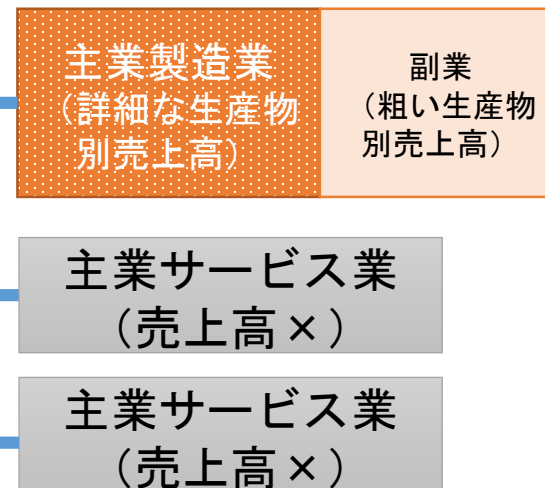 主業製造業
（詳細な生産物
別売上高）
副業
（粗い生産物
別売上高）
主業サービス業
（売上高×）
主業サービス業
（売上高×）